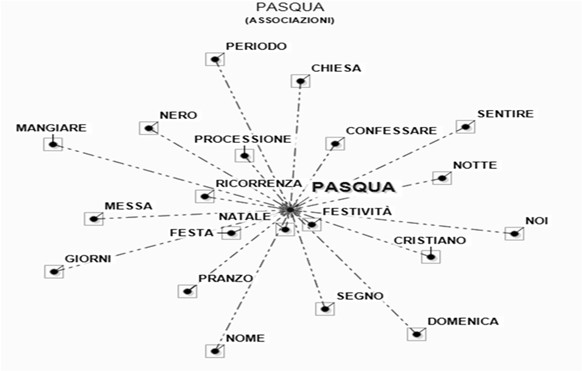 PASQUA
(ASSOCIAZIONI)
PERIODO
CHIESA
NERO
SENTIRE
MANGIARE
PROCESSIONE
CONFESSARE
NOTTE
RICORRENZA
PASQUA
MESSA
NATALE
FESTIVITÀ
NOI
FESTA
CRISTIANO
GIORNI
PRANZO
SEGNO
DOMENICA
NOME